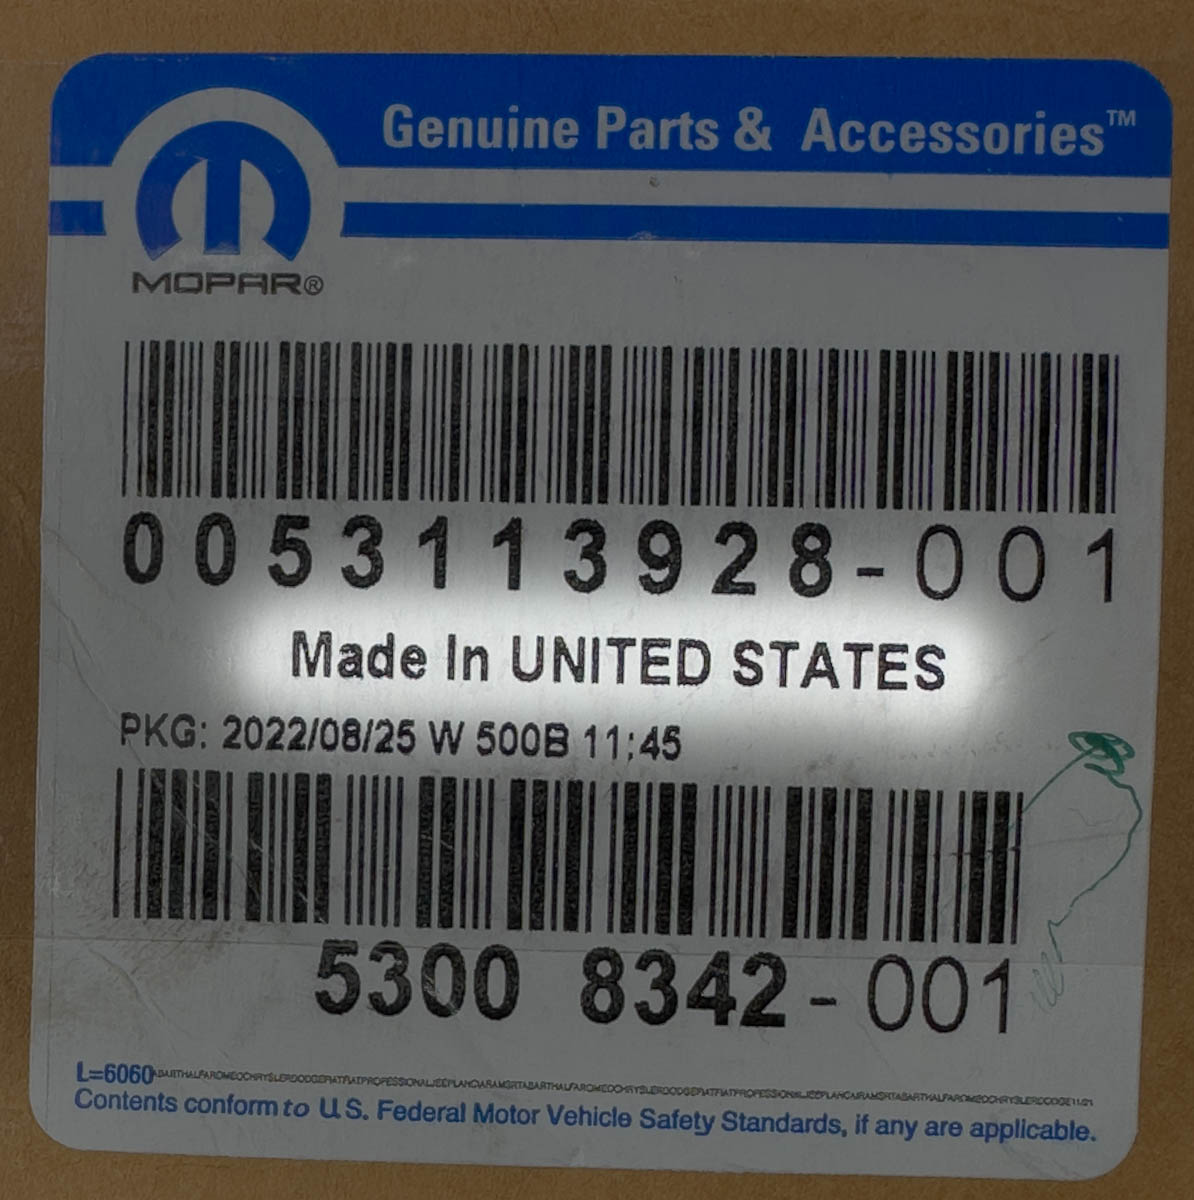 Genuine Parts & Accessories™
MOPAR®
0053113928-001
Made In UNITED STATES
PKG: 2022/08/25 W 500B 11:45
5300 8342-001
L=6060
Contents conform to U.S. Federal Motor Vehicle Safety Standards, if any are applicable.